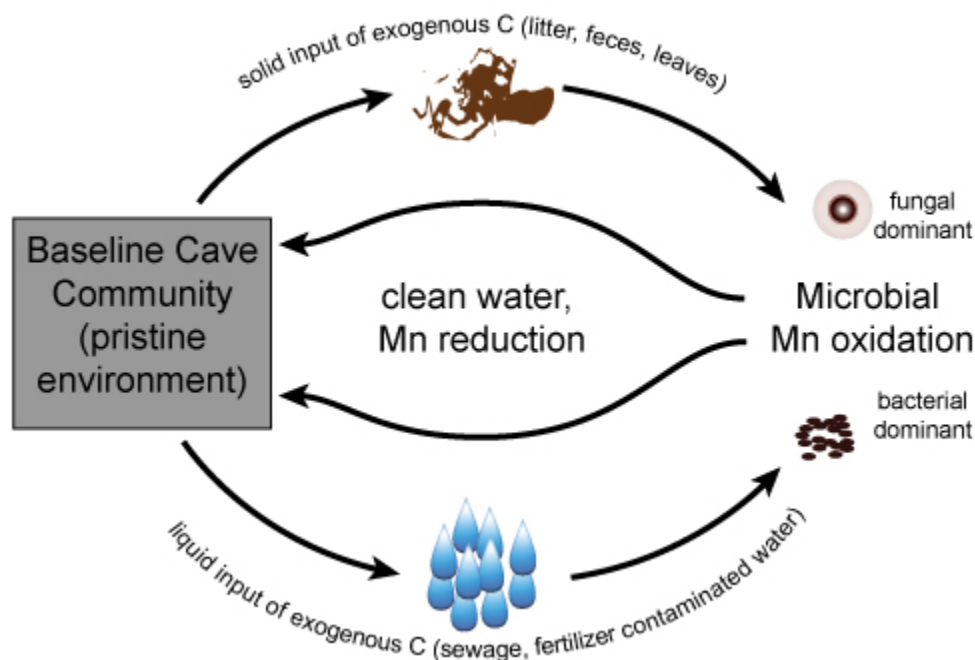 solid input of exogenous C (litter, feces, leaves)
fungal
dominant
Baseline Cave
Community
(pristine
environment)
clean water,
Mn reduction
Microbial
Mn oxidation
bacterial
dominant
liquid input of exogenous C (sewage, fertilizer contaminated water)